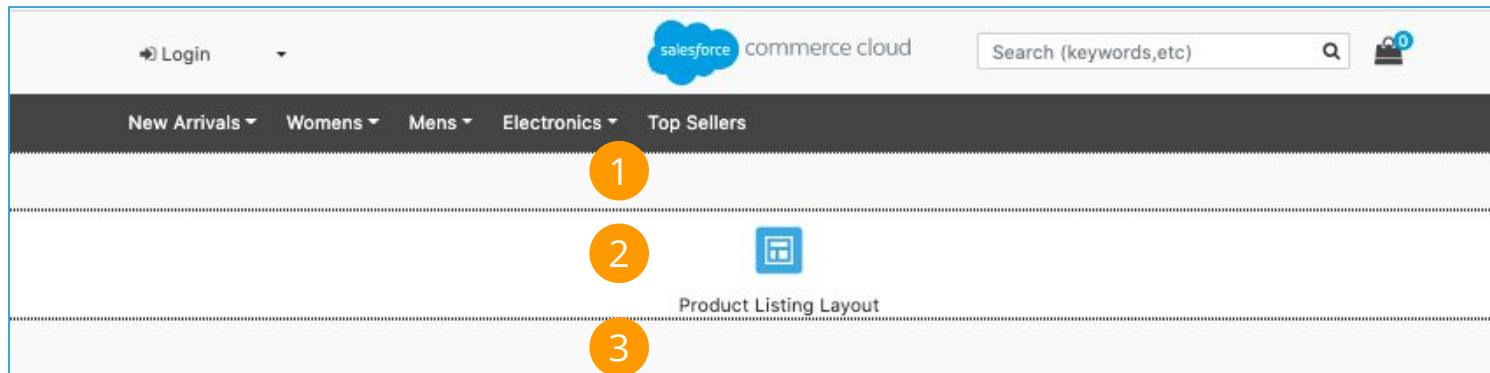 Login
salesforce commerce cloud
Search (keywords,etc)
0
New Arrivals Womens Mens Electronics Top Sellers
1
2
Product Listing Layout
3